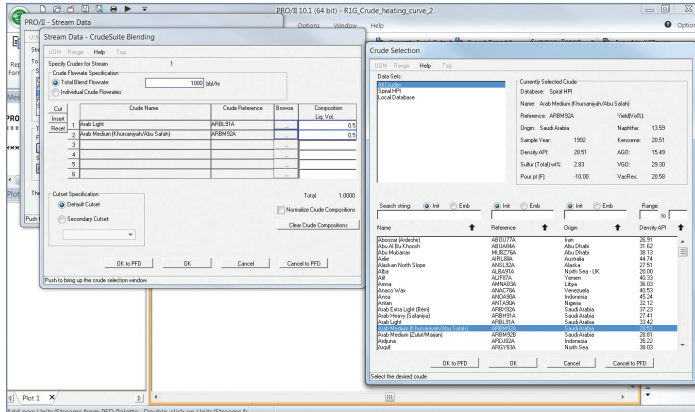 PRO/II 10.1 (64 bit) - R1G_Crude_heating_curve_2
Options Window Help
PRO/II - Stream Data
Stream Data - CrudeSuite Blending
UOM Range Help Tag
Specify Crudes for Stream 1
Crude Flowrate Specification
Total Blend Flowrate: 1000 bbl/hr
Individual Crude Flowrates
Cut
Insert
Reset
Crude Name Crude Reference Browse Composition
Liq. Vol.
1 Arab Light ARBL91A ... 0.5
2 Arab Medium (Khursaniyah/Abu Safah) ARBM92A ... 0.5
3 ...
4 ...
5 ...
6 ...
Cutset Specification
Default Cutset
Secondary Cutset
Total: 1.0000
Normalize Crude Compositions
Clear Crude Compositions
OK to PFD OK Cancel Cancel to PFD
Push to bring up the crude selection window
Crude Selection
UOM Range Help Tag
Data Sets:
All Crudes
Spiral HPI
Local Database
Currently Selected Crude
Database: Spiral HPI
Name: Arab Medium (Khursaniyah/Abu Safah)
Reference: ARBM92A Yield(Vol%):
Origin: Saudi Arabia Naphtha: 13.59
Sample Year: 1992 Kerosene: 20.51
Density API: 28.51 AGO: 15.49
Sulfur (Total) wt%: 2.83 VGO: 29.30
Pour pt (F): -10.00 VacRes: 20.58
Search string: Init Emb Init Emb Init Emb Range:
to
Name Reference Origin Density API
Aboozar (Ardeshir) ABOU77A Iran 26.91
Abu Al Bu Khoosh ABUA84A Abu Dhabi 31.62
Abu Mubarras MUBZ76A Abu Dhabi 38.13
Airlie AIRL88A Australia 44.74
Alaskan North Slope ANSL92A Alaska 27.51
Alba ALBA91A North Sea - UK 20.00
Alif ALIF87A Yemen 40.33
Amna AMNA83A Libya 36.03
Anaco Wax ANAC78A Venezuela 40.53
Anoa ANOA90A Indonesia 45.24
Antan ANTA90A Nigeria 32.12
Arab Extra Light (Berri) ARBX92A Saudi Arabia 37.23
Arab Heavy (Safaniya) ARBH91A Saudi Arabia 27.41
Arab Light ARBL91A Saudi Arabia 33.42
Arab Medium (Khursaniyah/Abu Safah) ARBM92A Saudi Arabia 28.51
Arab Medium (Zuluf/Marjan) ARBM92B Saudi Arabia 28.81
Ardjuna ARDJ82A Indonesia 35.22
Argyll ARGY83A North Sea 38.03
OK to PFD OK Cancel Cancel to PFD
Select the desired crude
Plot 1